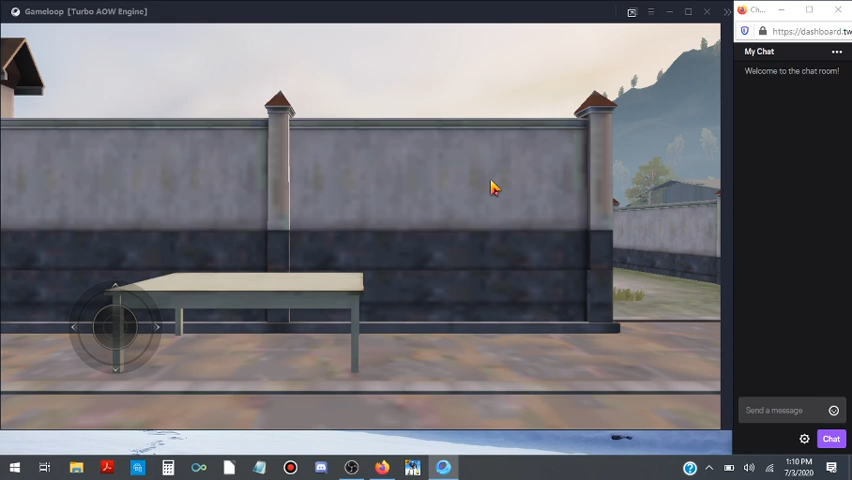 Gameloop [Turbo AOW Engine]
Ch...
https://dashboard.tw
My Chat
Welcome to the chat room!
Send a message
Chat
1:10 PM
7/3/2020